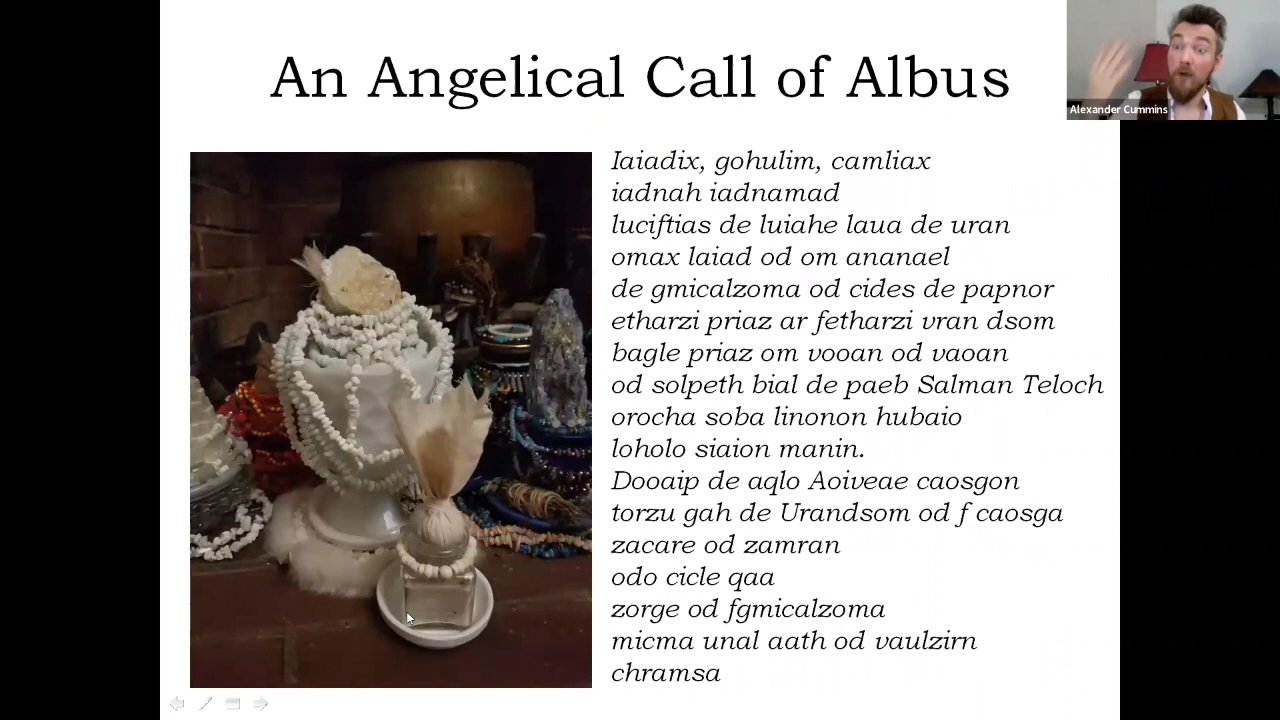 An Angelical Call of Albus
Alexander Cummins
Iaiadix, gohulim, camliax
iadnah iadnamad
luciftias de luiahe laua de uran
omax laiad od om ananael
de gmicalzoma od cides de papnor
etharzi priaz ar fetharzi vran dsom
bagle priaz om vooan od vaoan
od solpeth bial de paeb Salman Teloch
orocha soba linonon hubaio
loholo siaion manin.
Dooaip de aqlo Aoiveae caosgon
torzu gah de Urandsom od f caosga
zacare od zamran
odo cicle qaa
zorge od fgmicalzoma
micma unal aath od vaulzirn
chramsa